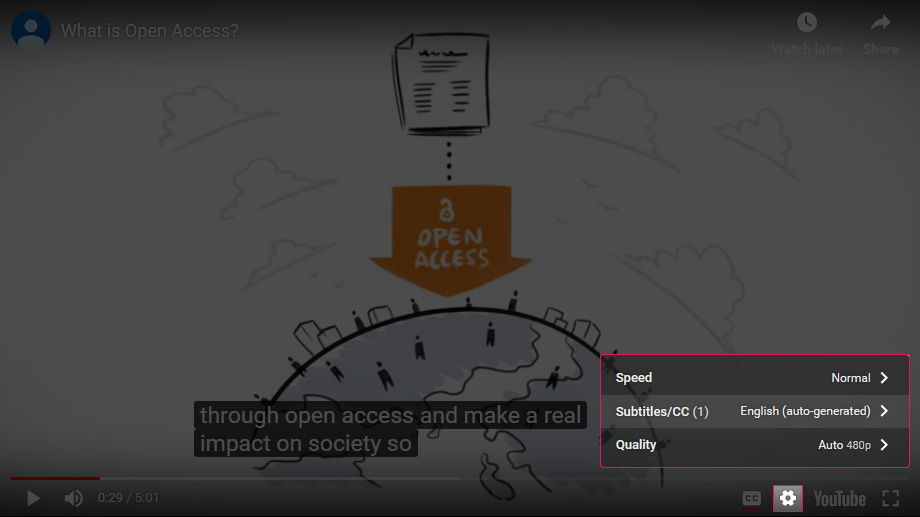 What is Open Access?
Watch later
Share
OPEN
ACCESS
Speed
Normal
Subtitles/CC (1)
English (auto-generated)
Quality
Auto 480p
through open access and make a real
impact on society so
0:29 / 5:01
CC
YouTube